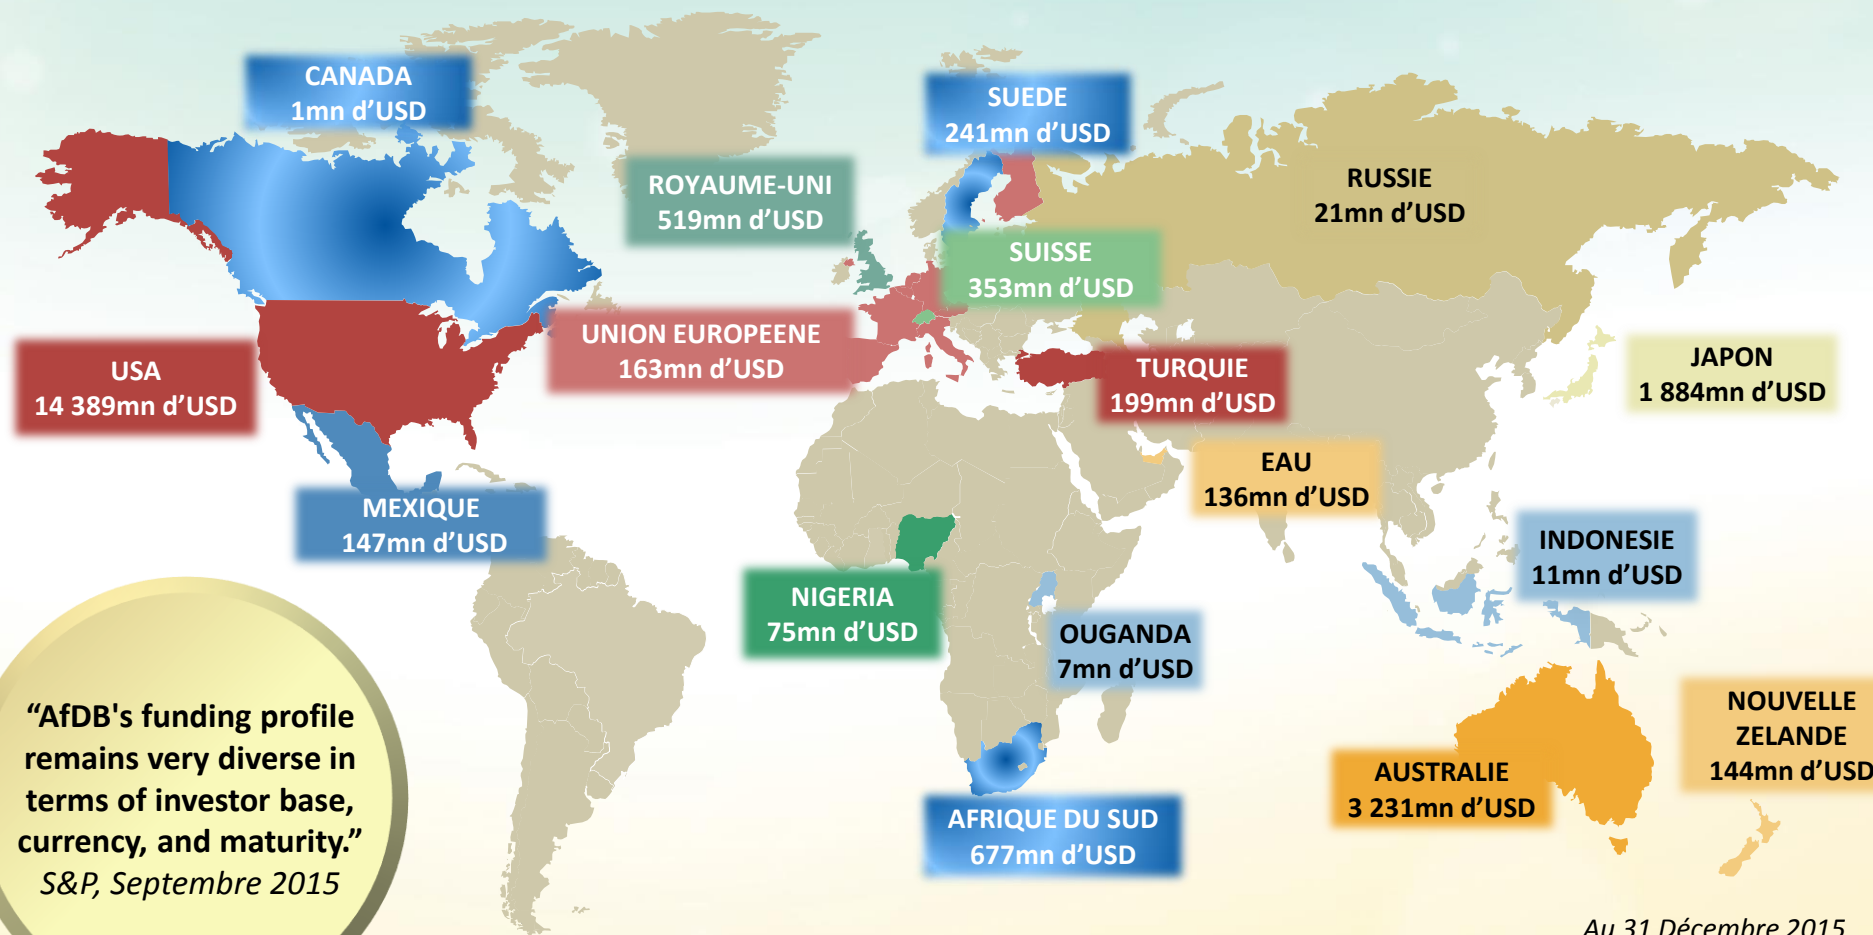 CANADA
1mn d’USD
SUEDE
241mn d’USD
ROYAUME-UNI
519mn d’USD
RUSSIE
21mn d’USD
SUISSE
353mn d’USD
UNION EUROPEENE
163mn d’USD
USA
14 389mn d’USD
TURQUIE
199mn d’USD
JAPON
1 884mn d’USD
EAU
136mn d’USD
MEXIQUE
147mn d’USD
INDONESIE
11mn d’USD
NIGERIA
75mn d’USD
OUGANDA
7mn d’USD
NOUVELLE
ZELANDE
144mn d’USD
AUSTRALIE
3 231mn d’USD
AFRIQUE DU SUD
677mn d’USD
“AfDB's funding profile
remains very diverse in
terms of investor base,
currency, and maturity.”
S&P, Septembre 2015
Au 31 Décembre 2015